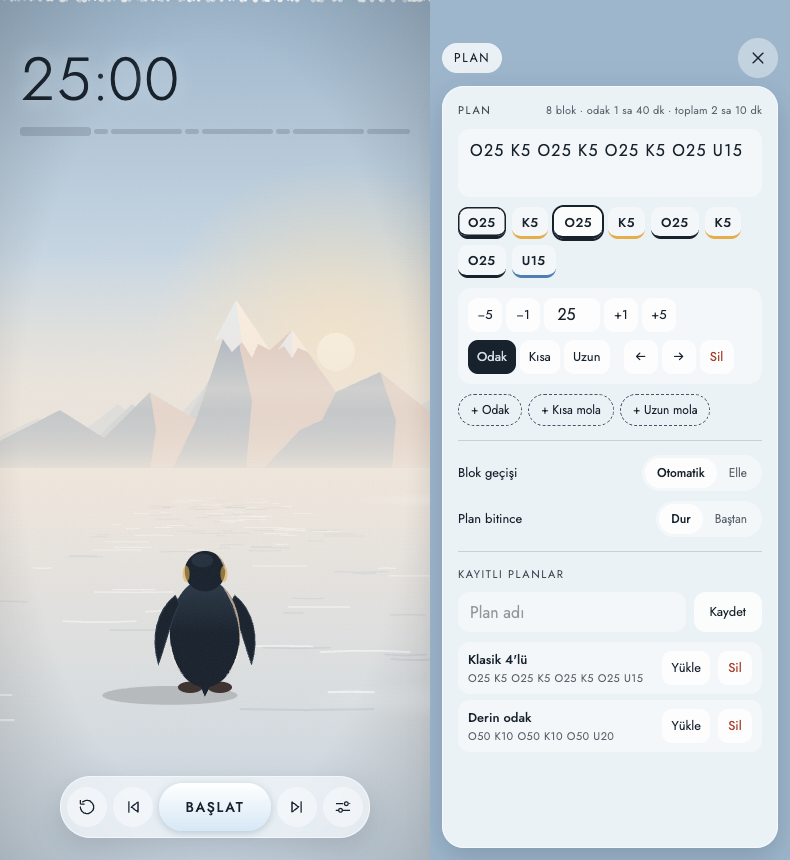 25:00
BAŞLAT
PLAN
PLAN 8 blok · odak 1 sa 40 dk · toplam 2 sa 10 dk
O25 K5 O25 K5 O25 K5 O25 U15
O25 K5 O25 K5 O25 K5
O25 U15
−5 −1 25 +1 +5
Odak Kısa Uzun ← → Sil
+ Odak + Kısa mola + Uzun mola
Blok geçişi Otomatik Elle
Plan bitince Dur Baştan
KAYITLI PLANLAR
Plan adı Kaydet
Klasik 4'lü Yükle Sil
O25 K5 O25 K5 O25 K5 O25 U15
Derin odak Yükle Sil
O50 K10 O50 K10 O50 U20